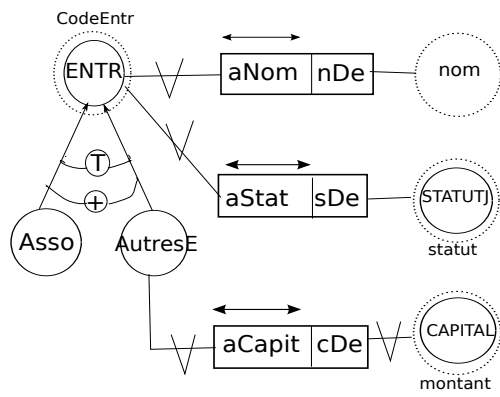 CodeEntr
ENTR
aNom nDe
nom
T
+
aStat sDe
STATUTJ
statut
Asso
AutresE
aCapit cDe
CAPITAL
montant